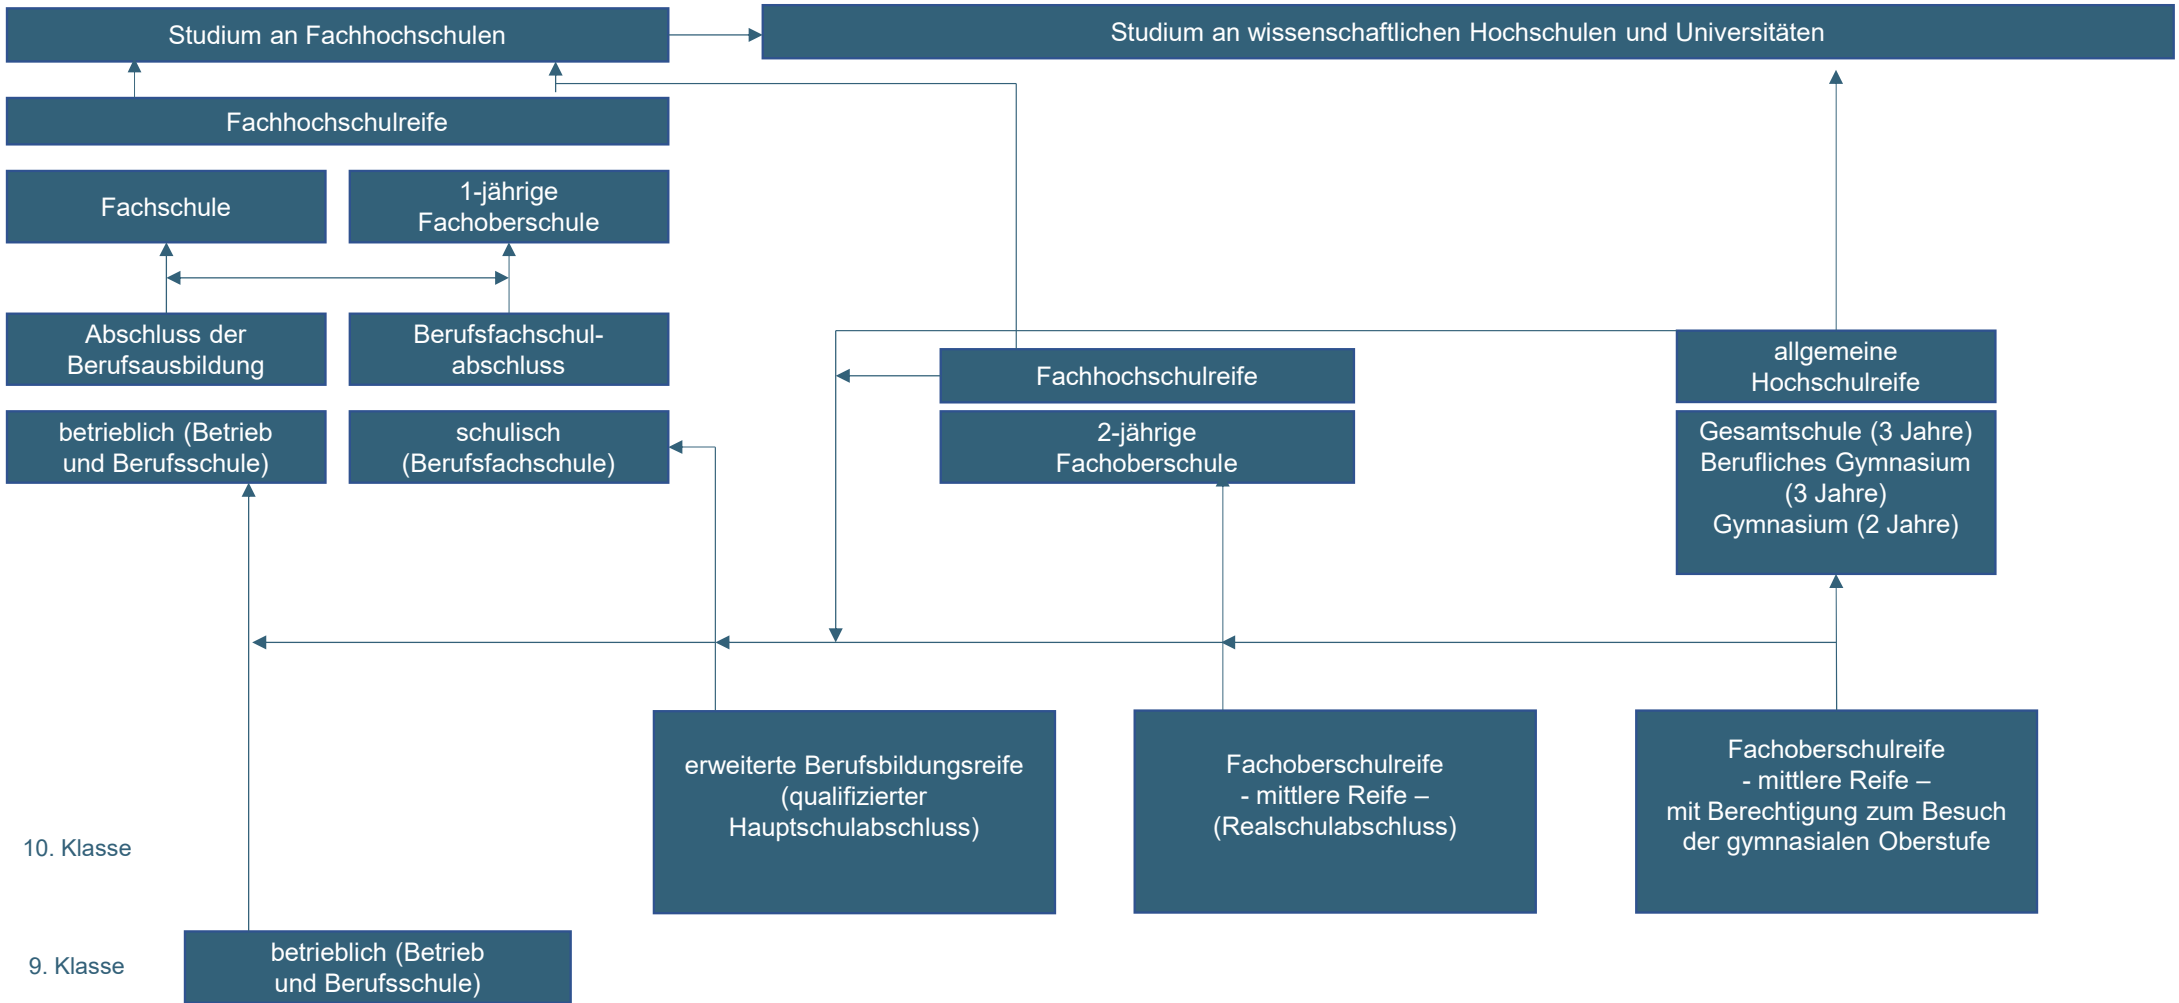 Studium an Fachhochschulen
Studium an wissenschaftlichen Hochschulen und Universitäten
Fachhochschulreife
Fachschule
1-jährige
Fachoberschule
Abschluss der
Berufsausbildung
Berufsfachschul-
abschluss
Fachhochschulreife
allgemeine
Hochschulreife
betrieblich (Betrieb
und Berufsschule)
schulisch
(Berufsfachschule)
2-jährige
Fachoberschule
Gesamtschule (3 Jahre)
Berufliches Gymnasium
(3 Jahre)
Gymnasium (2 Jahre)
10. Klasse
erweiterte Berufsbildungsreife
(qualifizierter
Hauptschulabschluss)
Fachoberschulreife
- mittlere Reife –
(Realschulabschluss)
Fachoberschulreife
- mittlere Reife –
mit Berechtigung zum Besuch
der gymnasialen Oberstufe
9. Klasse
betrieblich (Betrieb
und Berufsschule)